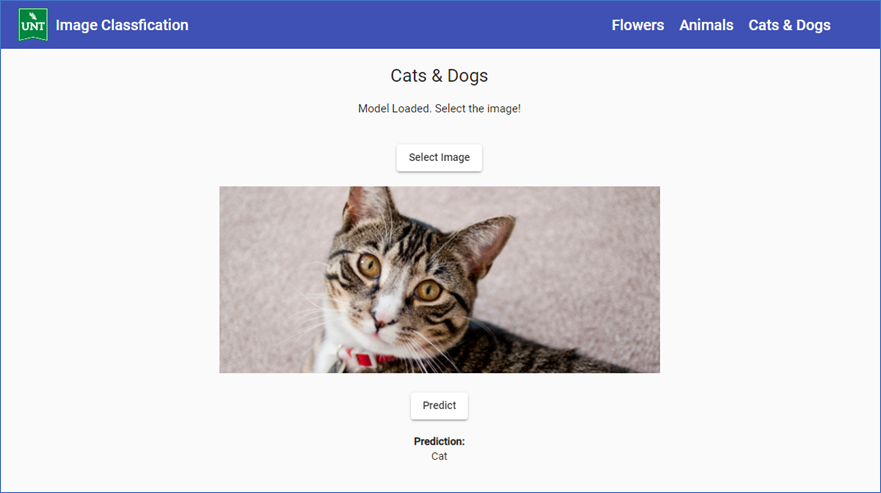 UNT
Image Classfication
Flowers
Animals
Cats & Dogs
Cats & Dogs
Model Loaded. Select the image!
Select Image
Predict
Prediction:
Cat